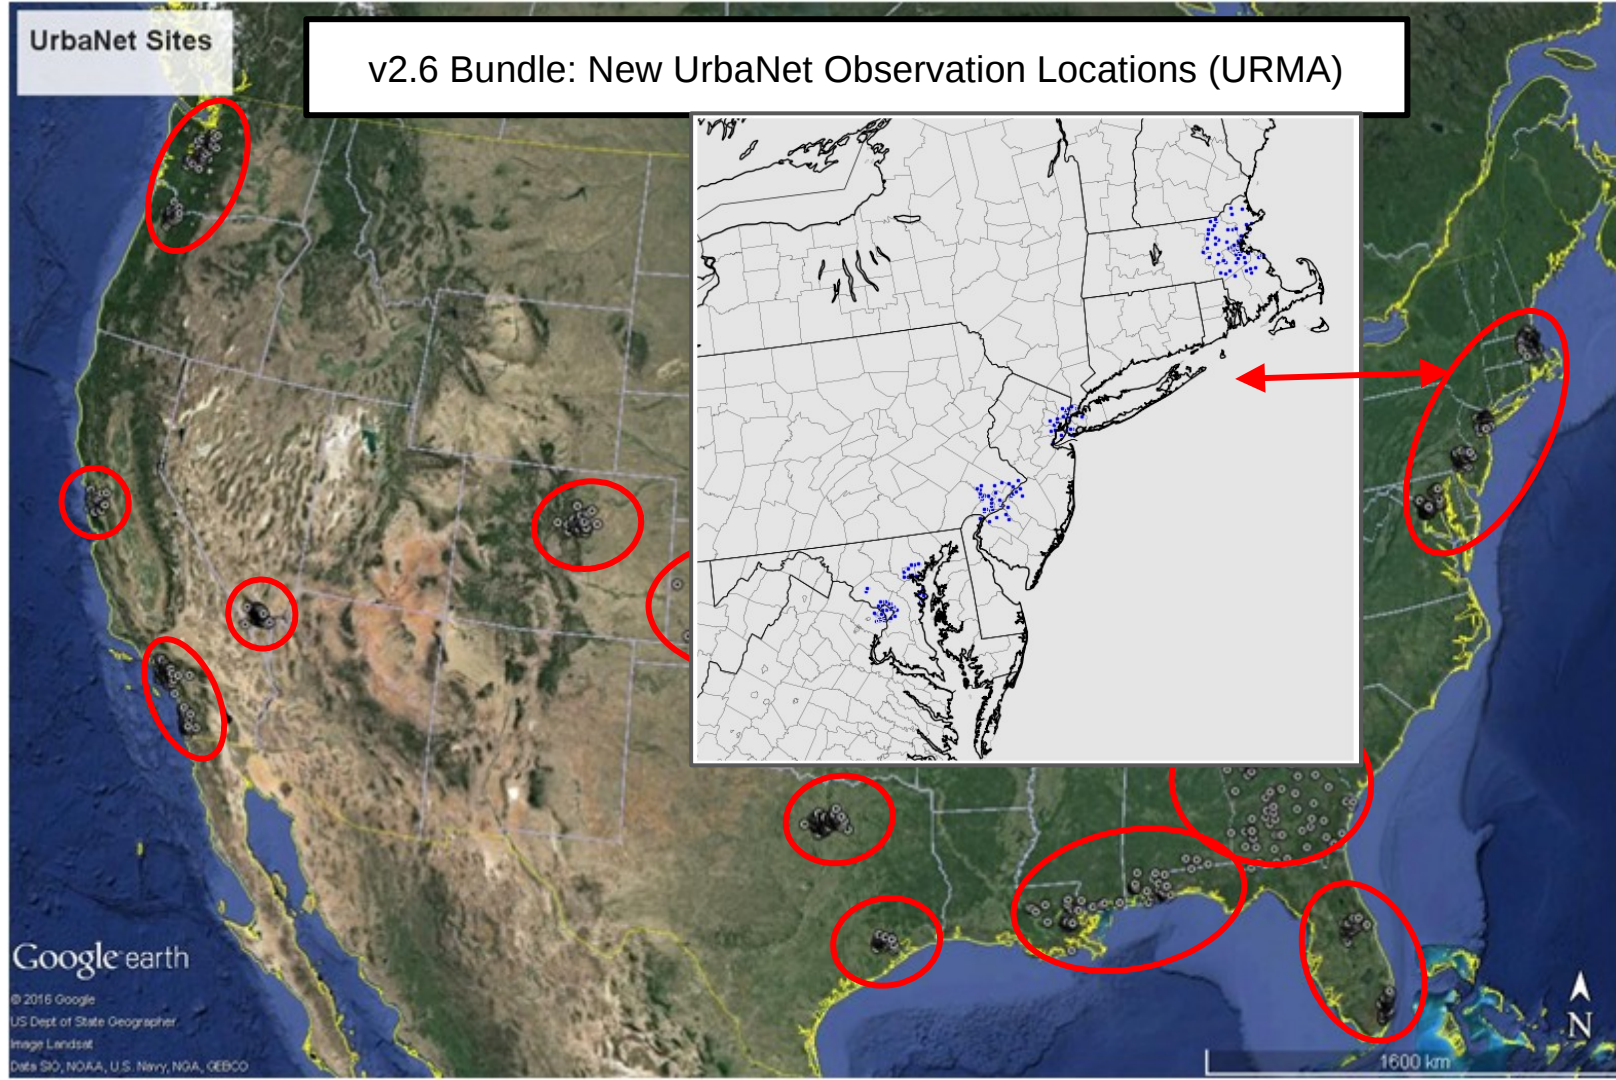 UrbaNet Sites
v2.6 Bundle: New UrbaNet Observation Locations (URMA)
Google earth
© 2016 Google
US Dept of State Geographer
Image Landsat
Data SIO, NOAA, U.S. Navy, NGA, GEBCO
N
1600 km